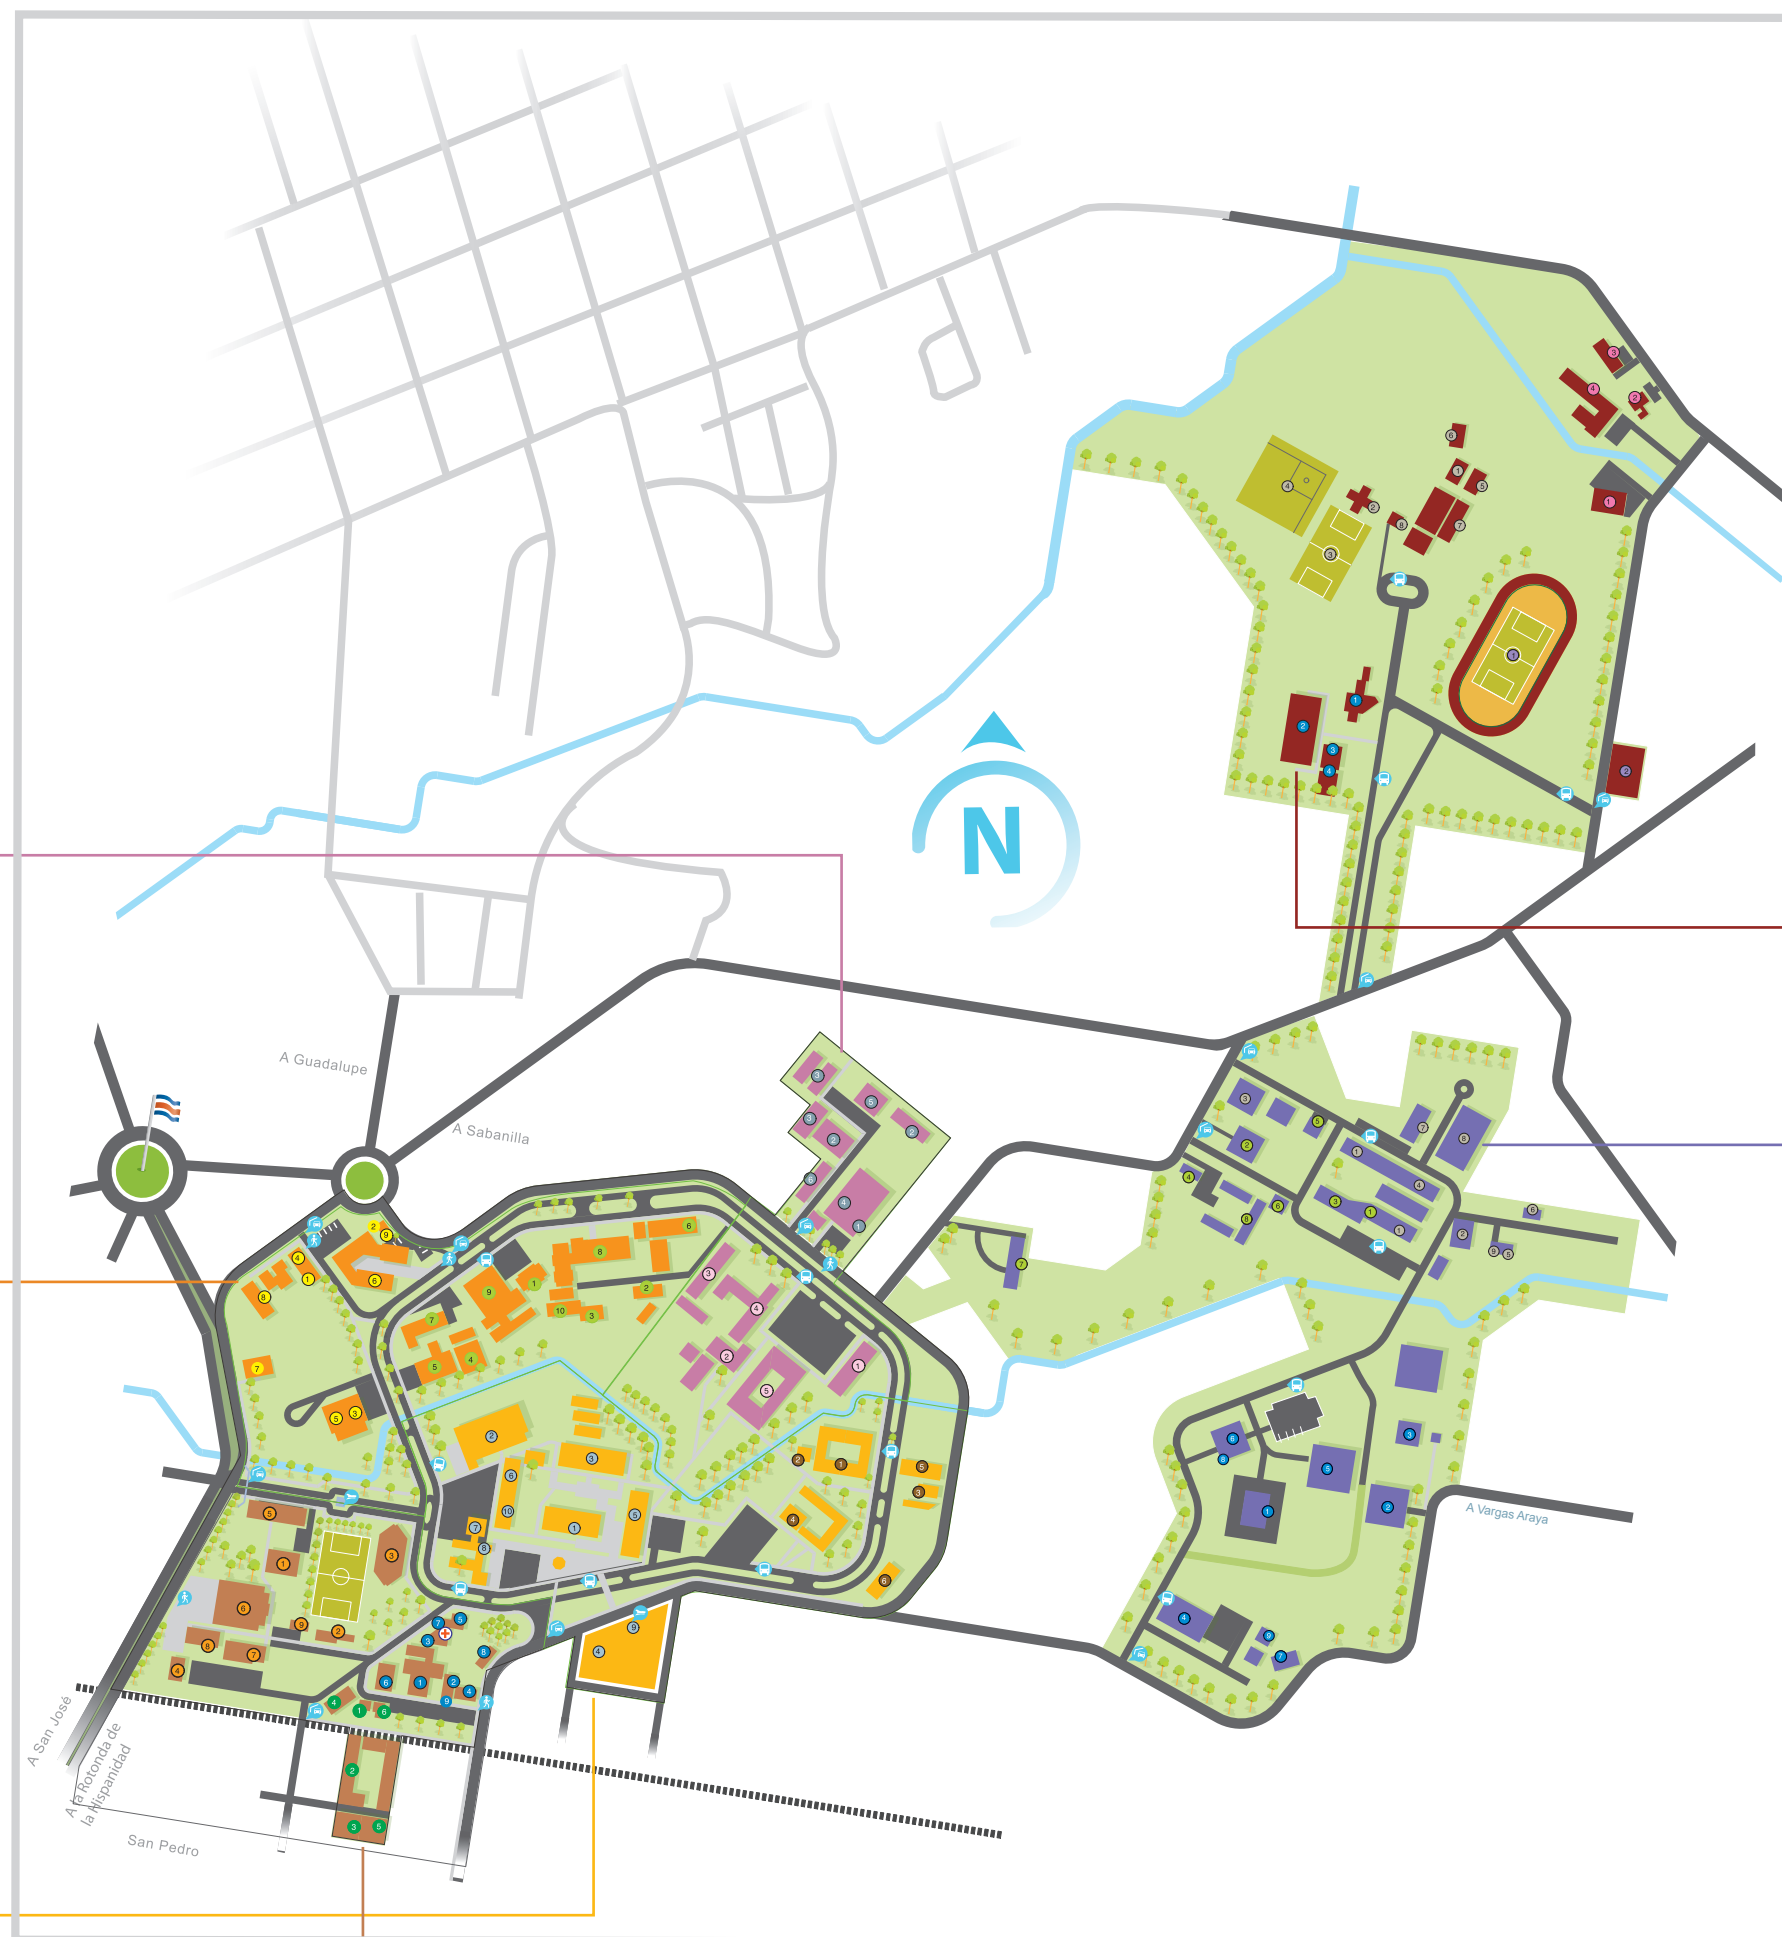 N
A Guadalupe
A Sabanilla
A Vargas Araya
A San José
A la Rotonda de
la Hispanidad
San Pedro